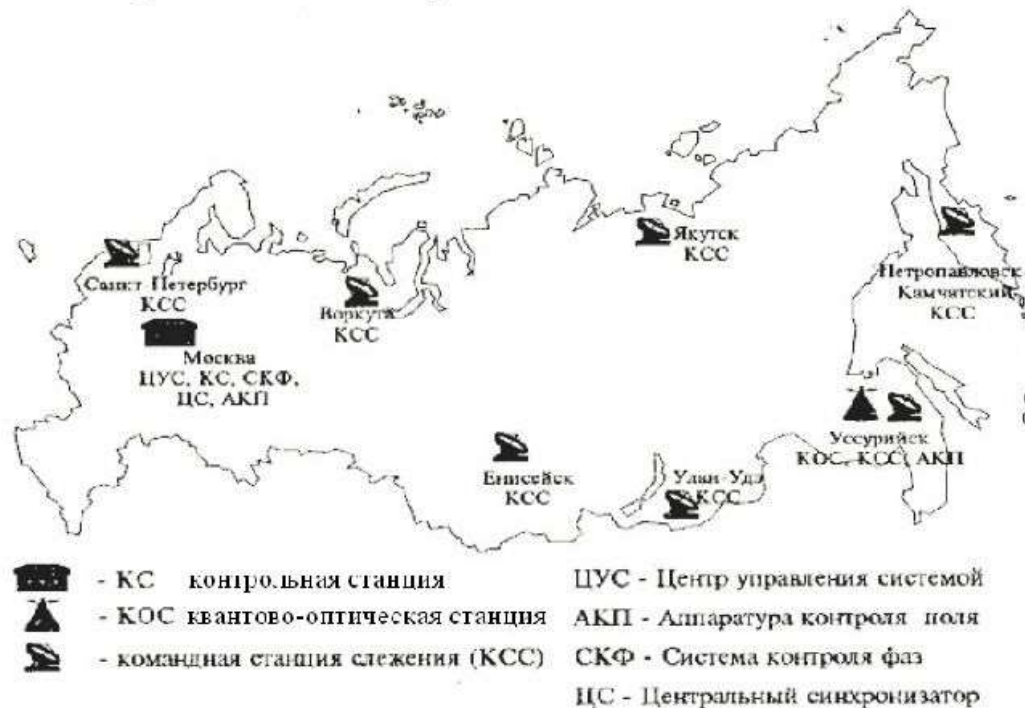 Санкт-Петербург
КСС
Москва
ЦУС, КС, СКФ,
ЦС, АКП
Воркута
КСС
Якутск
КСС
Петропавловск
Камчатский
КСС
Енисейск
КСС
Улан-Удэ
КСС
Уссурийск
КОС, КСС, АКП
- КС контрольная станция
- КОС квантово-оптическая станция
- командная станция слежения (КСС)
ЦУС - Центр управления системой
АКП - Аппаратура контроля поля
СКФ - Система контроля фаз
ЦС - Центральный синхронизатор